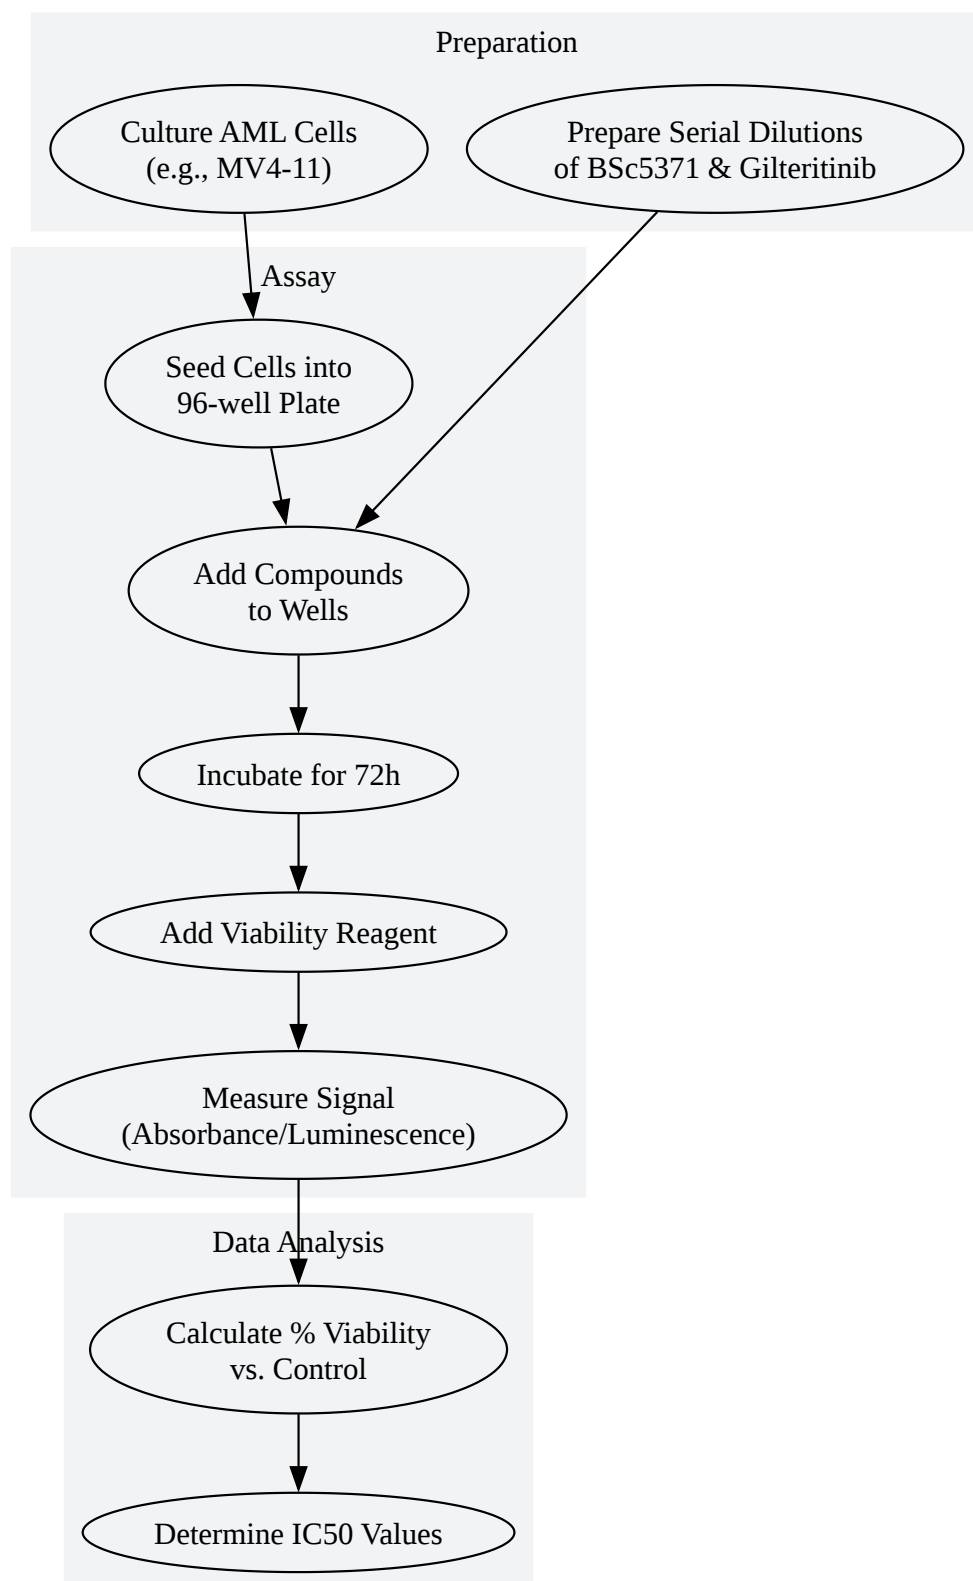 Preparation
Culture AML Cells
(e.g., MV4-11)
Prepare Serial Dilutions
of BSc5371 & Gilteritinib
Assay
Seed Cells into
96-well Plate
Add Compounds
to Wells
Incubate for 72h
Add Viability Reagent
Measure Signal
(Absorbance/Luminescence)
Data Analysis
Calculate % Viability
vs. Control
Determine IC50 Values